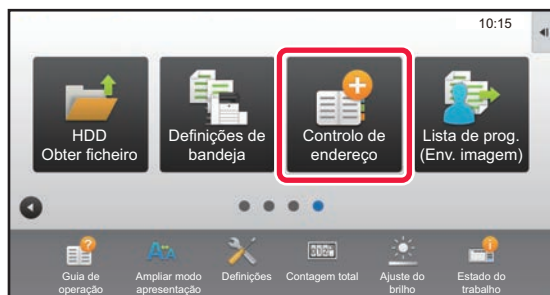 10:15
HDD
Obter ficheiro
Definições de
bandeja
Controlo de
endereço
Lista de prog.
(Env. imagem)
Guia de
operação
Ampliar modo
apresentação
Definições
Contagem total
Ajuste do
brilho
Estado do
trabalho